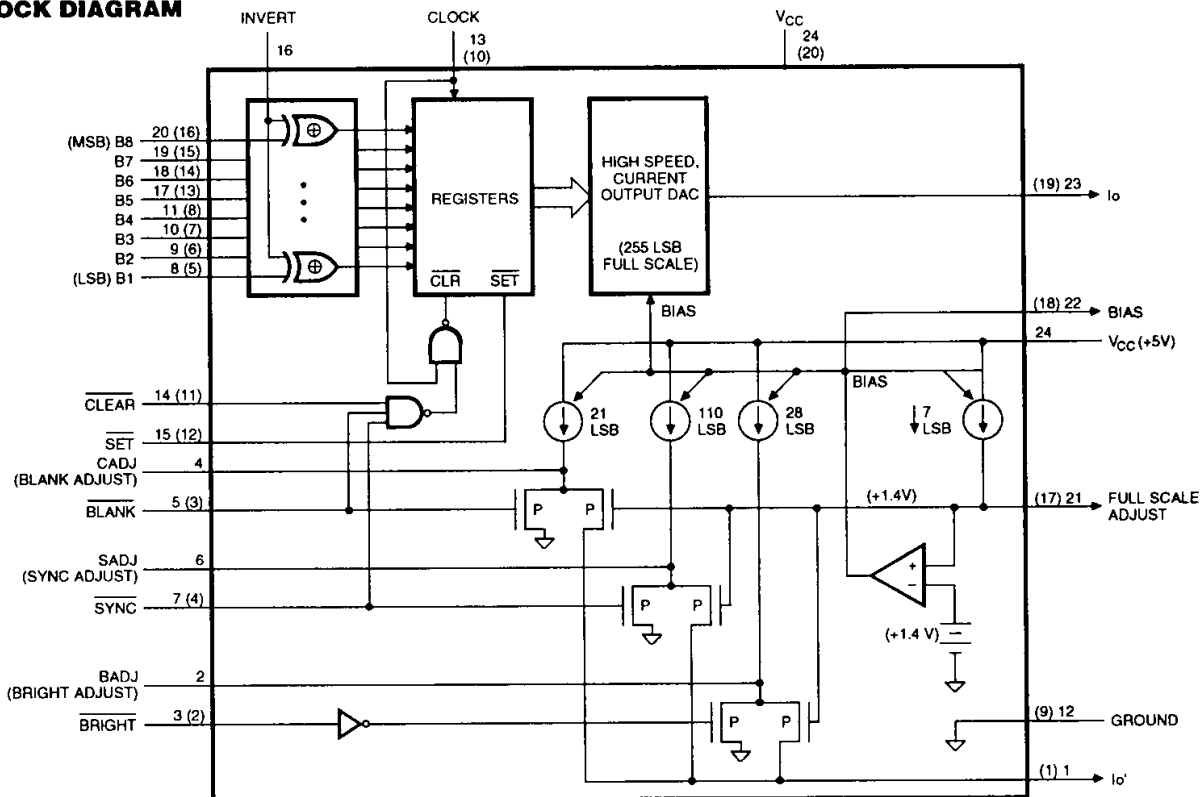 OCK DIAGRAM
INVERT
16
CLOCK
13
(10)
VCC
24
(20)
(MSB) B8 20 (16)
B7 19 (15)
B6 18 (14)
B5 17 (13)
B4 11 (8)
B3 10 (7)
B2 9 (6)
(LSB) B1 8 (5)
REGISTERS
CLR SET
HIGH SPEED,
CURRENT
OUTPUT DAC
(255 LSB
FULL SCALE)
(19) 23 Io
BIAS
(18) 22 BIAS
24 VCC (+5V)
BIAS
21
LSB
110
LSB
28
LSB
7
LSB
CLEAR 14 (11)
SET 15 (12)
CADJ 4
(BLANK ADJUST)
BLANK 5 (3)
P P
(+1.4V)
(17) 21 FULL SCALE
ADJUST
SADJ 6
(SYNC ADJUST)
SYNC 7 (4)
P P
+
−
(+1.4 V)
BADJ 2
(BRIGHT ADJUST)
BRIGHT 3 (2)
P P
(9) 12 GROUND
(1) 1 Io'